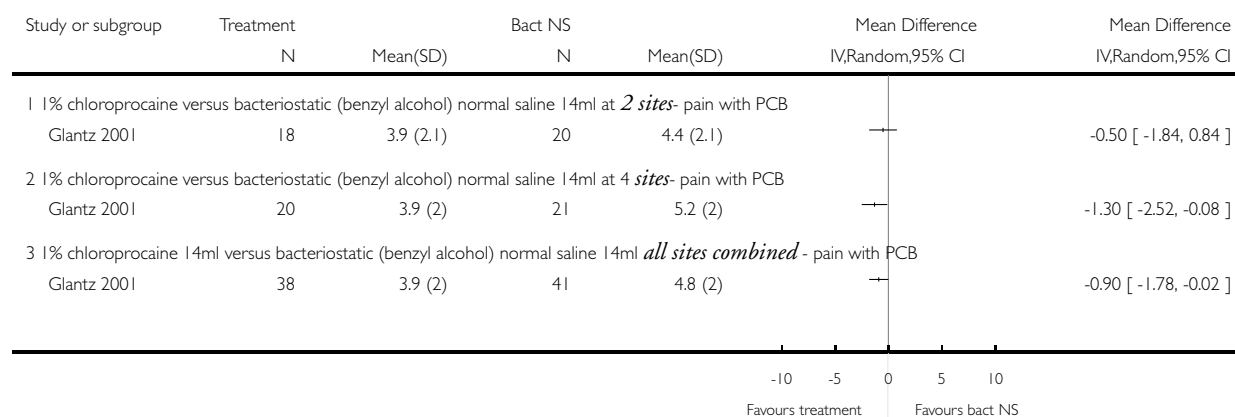 Study or subgroup Treatment Bact NS Mean Difference Mean Difference
N Mean(SD) N Mean(SD) IV,Random,95% CI IV,Random,95% CI
1 1% chloroprocaine versus bacteriostatic (benzyl alcohol) normal saline 14ml at 2 sites- pain with PCB
Glantz 2001 18 3.9 (2.1) 20 4.4 (2.1) -0.50 [ -1.84, 0.84 ]
2 1% chloroprocaine versus bacteriostatic (benzyl alcohol) normal saline 14ml at 4 sites- pain with PCB
Glantz 2001 20 3.9 (2) 21 5.2 (2) -1.30 [ -2.52, -0.08 ]
3 1% chloroprocaine 14ml versus bacteriostatic (benzyl alcohol) normal saline 14ml all sites combined - pain with PCB
Glantz 2001 38 3.9 (2) 41 4.8 (2) -0.90 [ -1.78, -0.02 ]
-10 -5 0 5 10
Favours treatment Favours bact NS